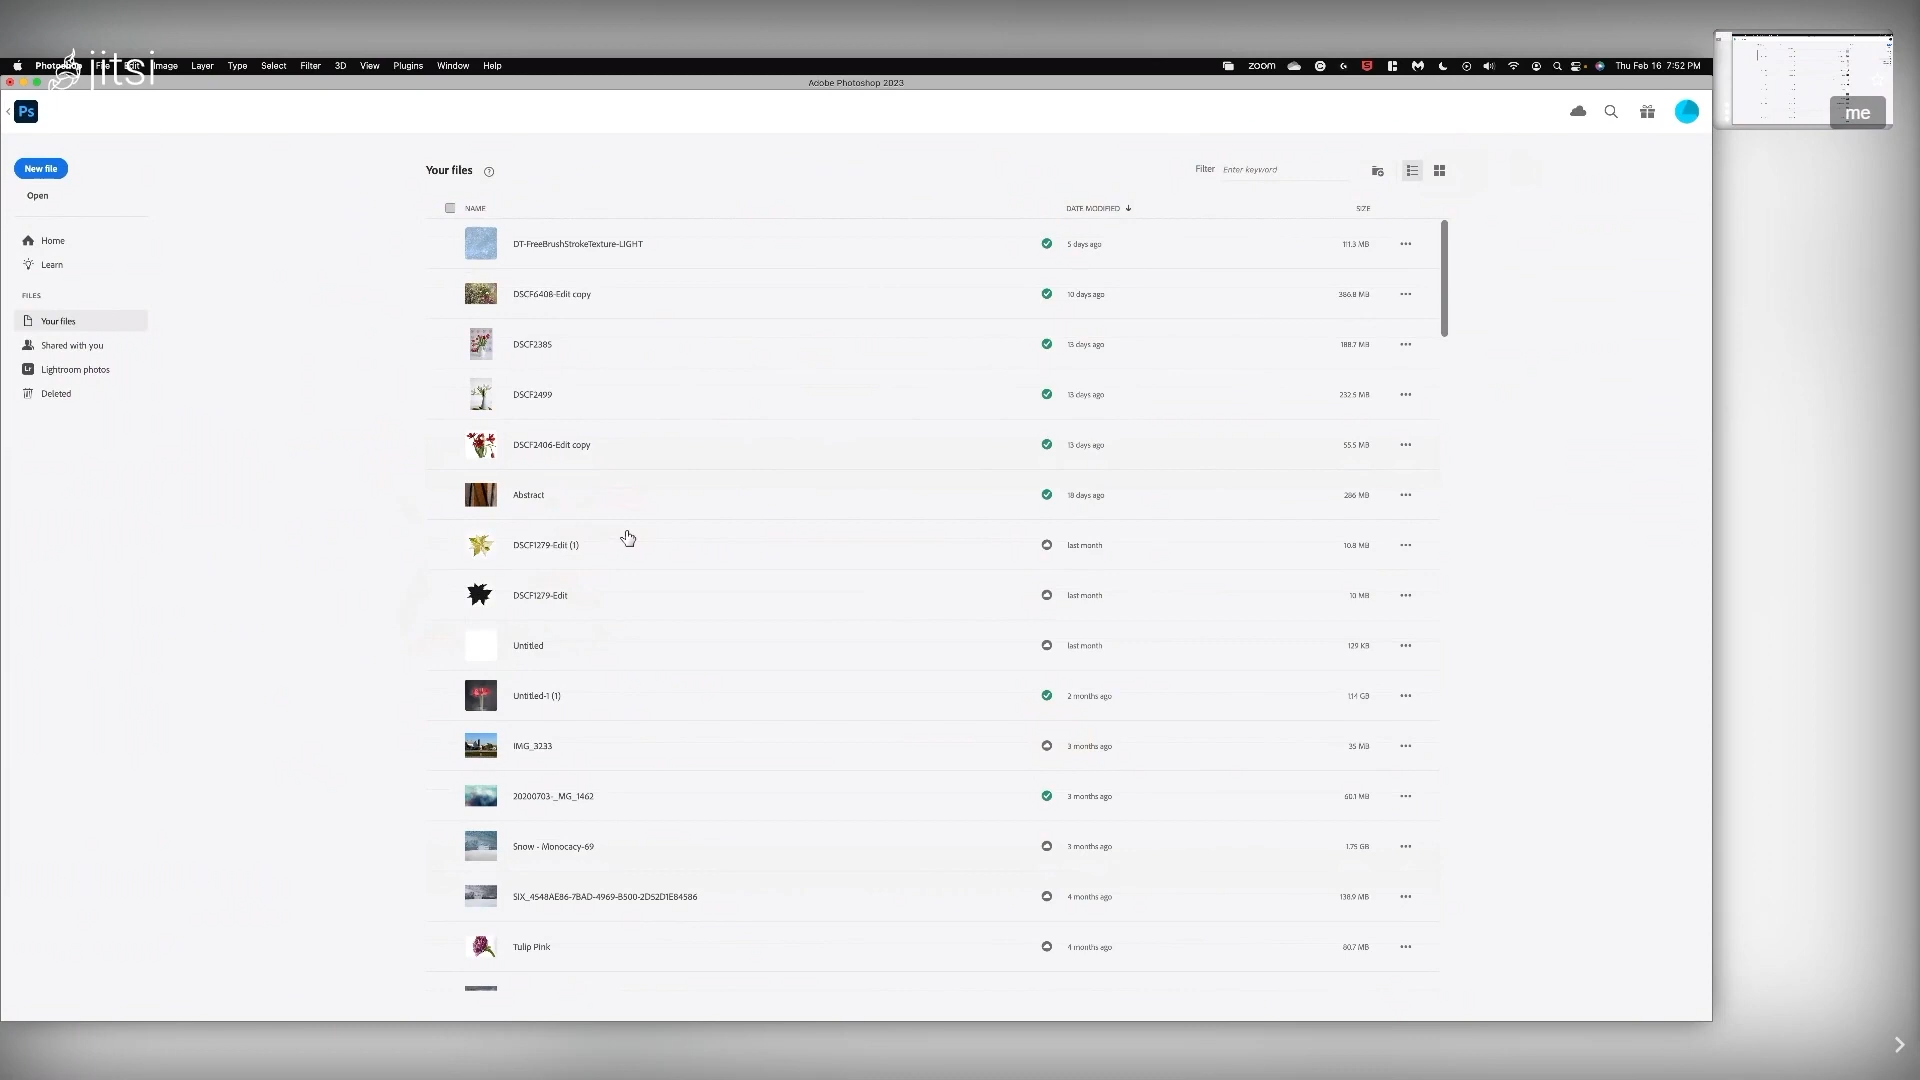 jitsi
Photoshop File Edit Image Layer Type Select Filter 3D View Plugins Window Help
zoom Thu Feb 16 7:52 PM
Adobe Photoshop 2023
Ps
me
New file
Open
Home
Learn
FILES
Your files
Shared with you
Lr Lightroom photos
Deleted
Your files
Filter Enter keyword
NAME DATE MODIFIED SIZE
DT-FreeBrushStrokeTexture-LIGHT 5 days ago 111.3 MB
DSCF6408-Edit copy 10 days ago 386.8 MB
DSCF2385 13 days ago 188.7 MB
DSCF2499 13 days ago 232.5 MB
DSCF2406-Edit copy 13 days ago 55.5 MB
Abstract 18 days ago 286 MB
DSCF1279-Edit (1) last month 10.8 MB
DSCF1279-Edit last month 10 MB
Untitled last month 129 KB
Untitled-1 (1) 2 months ago 1.14 GB
IMG_3233 3 months ago 35 MB
20200703-_MG_1462 3 months ago 60.1 MB
Snow - Monocacy-69 3 months ago 1.75 GB
SIX_4548AE86-7BAD-4969-B500-2D52D1E84586 4 months ago 138.9 MB
Tulip Pink 4 months ago 80.7 MB